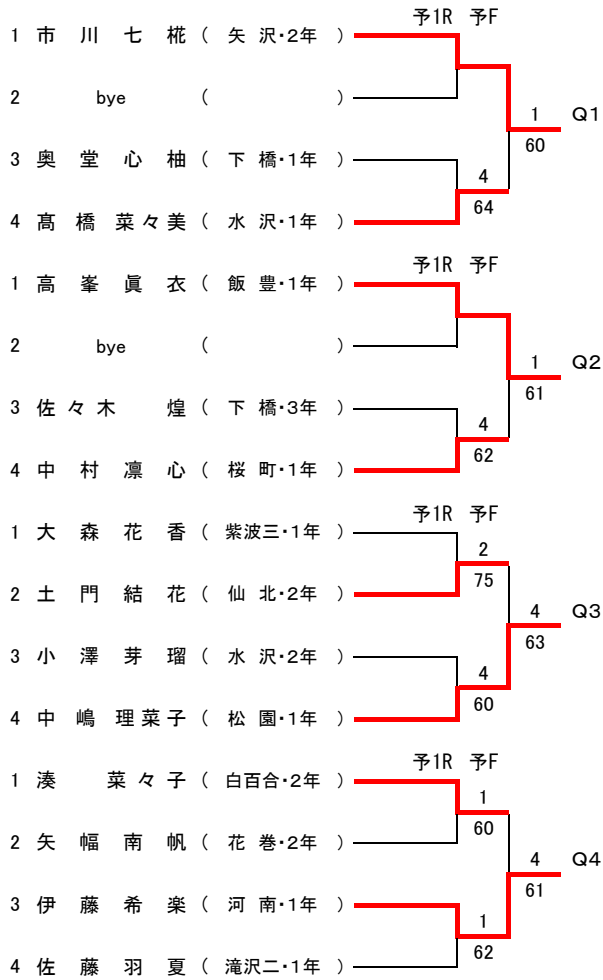 予1R 予F
1 市川七椛 ( 矢沢・2年 )
2 bye ( )
1 Q1
60
3 奥堂心柚 ( 下橋・1年 )
4
4 髙橋菜々美 ( 水沢・1年 )
64
予1R 予F
1 高峯眞衣 ( 飯豊・1年 )
2 bye ( )
1 Q2
61
3 佐々木 煌 ( 下橋・3年 )
4
62
4 中村凛心 ( 桜町・1年 )
予1R 予F
1 大森花香 ( 紫波三・1年 )
2
75
2 土門結花 ( 仙北・2年 )
4 Q3
63
3 小澤芽瑠 ( 水沢・2年 )
4
60
4 中嶋理菜子 ( 松園・1年 )
予1R 予F
1 湊 菜々子 ( 白百合・2年 )
1
60
2 矢幅南帆 ( 花巻・2年 )
4 Q4
61
3 伊藤希楽 ( 河南・1年 )
1
62
4 佐藤羽夏 ( 滝沢二・1年 )